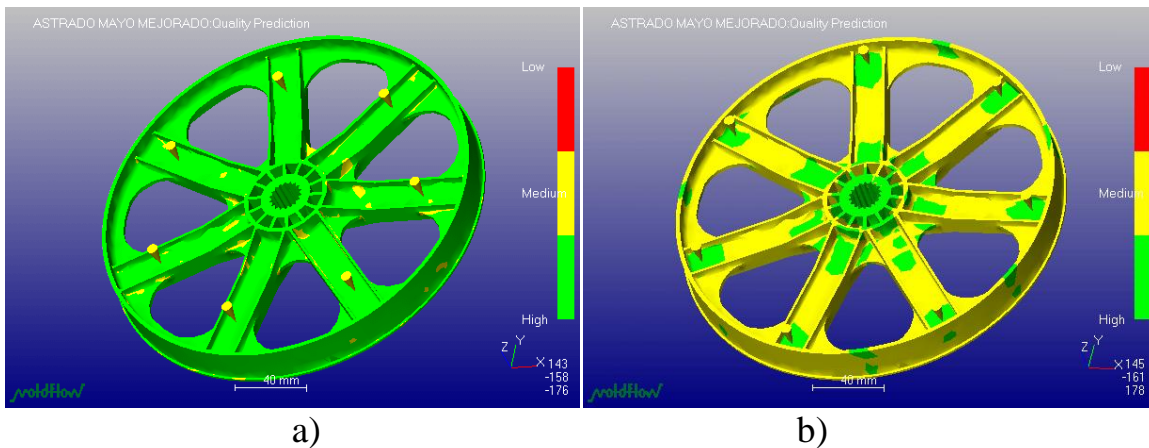 ASTRADO MAYO MEJORADO:Quality Prediction
Low
Medium
High
Z
Y
X
143
-158
-176
40 mm
moldflow
a)
ASTRADO MAYO MEJORADO:Quality Prediction
Low
Medium
High
Z
Y
X
145
-161
178
40 mm
moldflow
b)